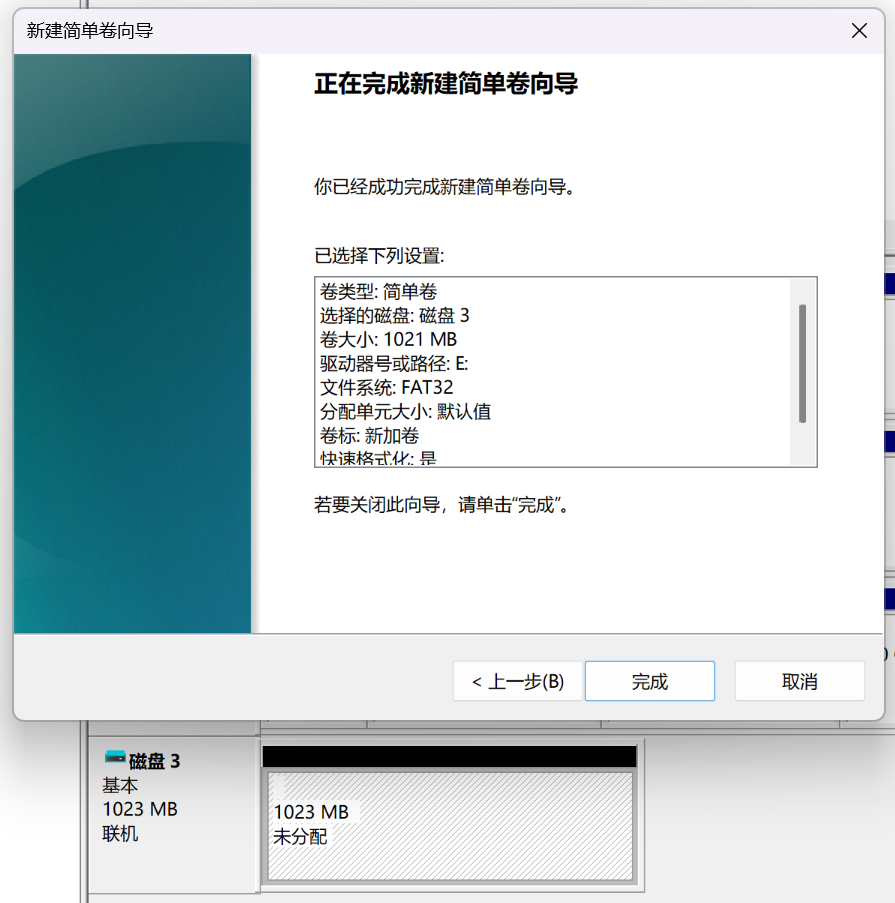 新建简单卷向导
正在完成新建简单卷向导
你已经成功完成新建简单卷向导。
已选择下列设置:
卷类型: 简单卷
选择的磁盘: 磁盘 3
卷大小: 1021 MB
驱动器号或路径: E:
文件系统: FAT32
分配单元大小: 默认值
卷标: 新加卷
快速格式化: 是
若要关闭此向导，请单击“完成”。
< 上一步(B)
完成
取消
磁盘 3
基本
1023 MB
联机
1023 MB
未分配